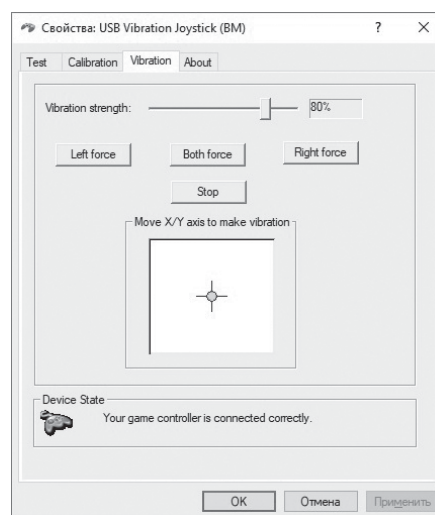 Свойства: USB Vibration Joystick (BM) ? X
Test Calibration Vibration About
Vibration strength: 80%
Left force Both force Right force
Stop
Move X/Y axis to make vibration
Device State
Your game controller is connected correctly.
OK Отмена Применить